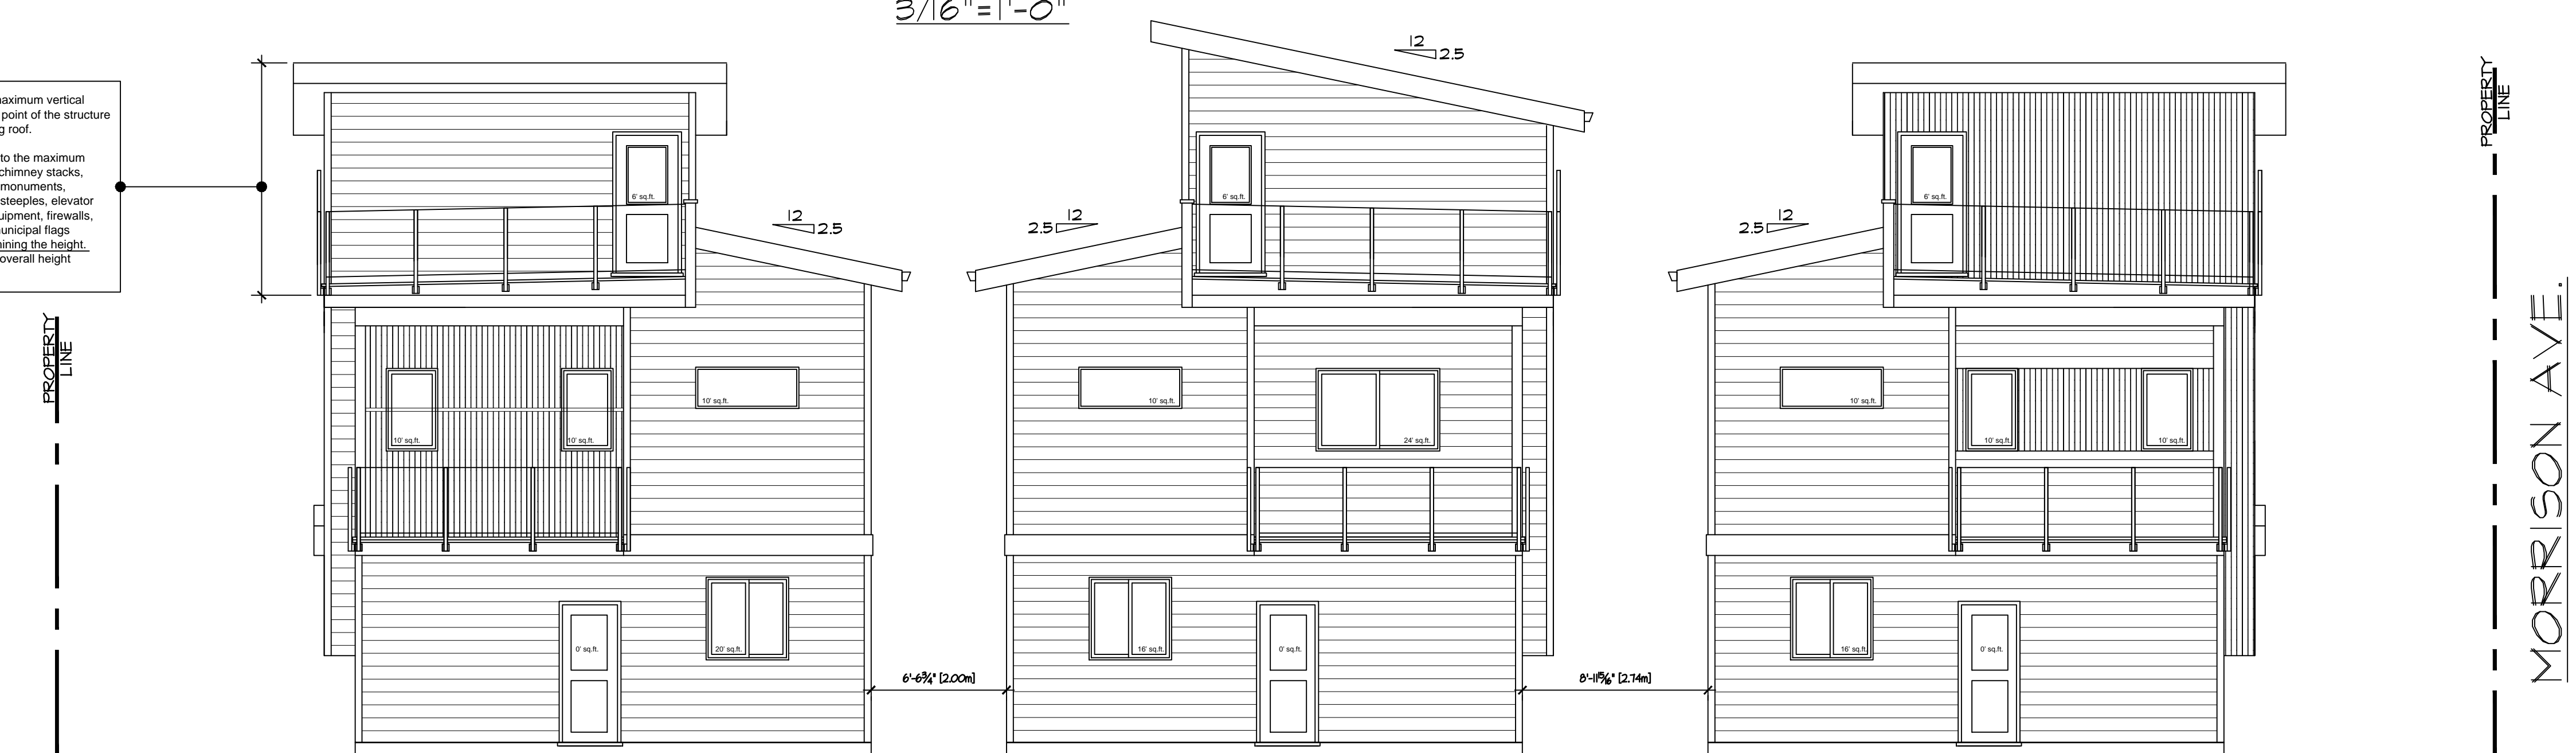 3/16"=1'-0"
maximum vertical
point of the structure
g roof.
to the maximum
chimney stacks,
monuments,
steeples, elevator
uipment, firewalls,
unicipal flags
nining the height.
overall height
PROPERTY
LINE
6' sq.ft.
12
2.5
10' sq.ft.
10' sq.ft.
10' sq.ft.
0' sq.ft.
20' sq.ft.
6'-63/4" [2.00m]
12
2.5
12
2.5
6' sq.ft.
10' sq.ft.
24' sq.ft.
16' sq.ft.
0' sq.ft.
8'-11 [2.74m]
12
2.5
6' sq.ft.
10' sq.ft.
10' sq.ft.
10' sq.ft.
16' sq.ft.
0' sq.ft.
PROPERTY
LINE
MORRISON AVE.